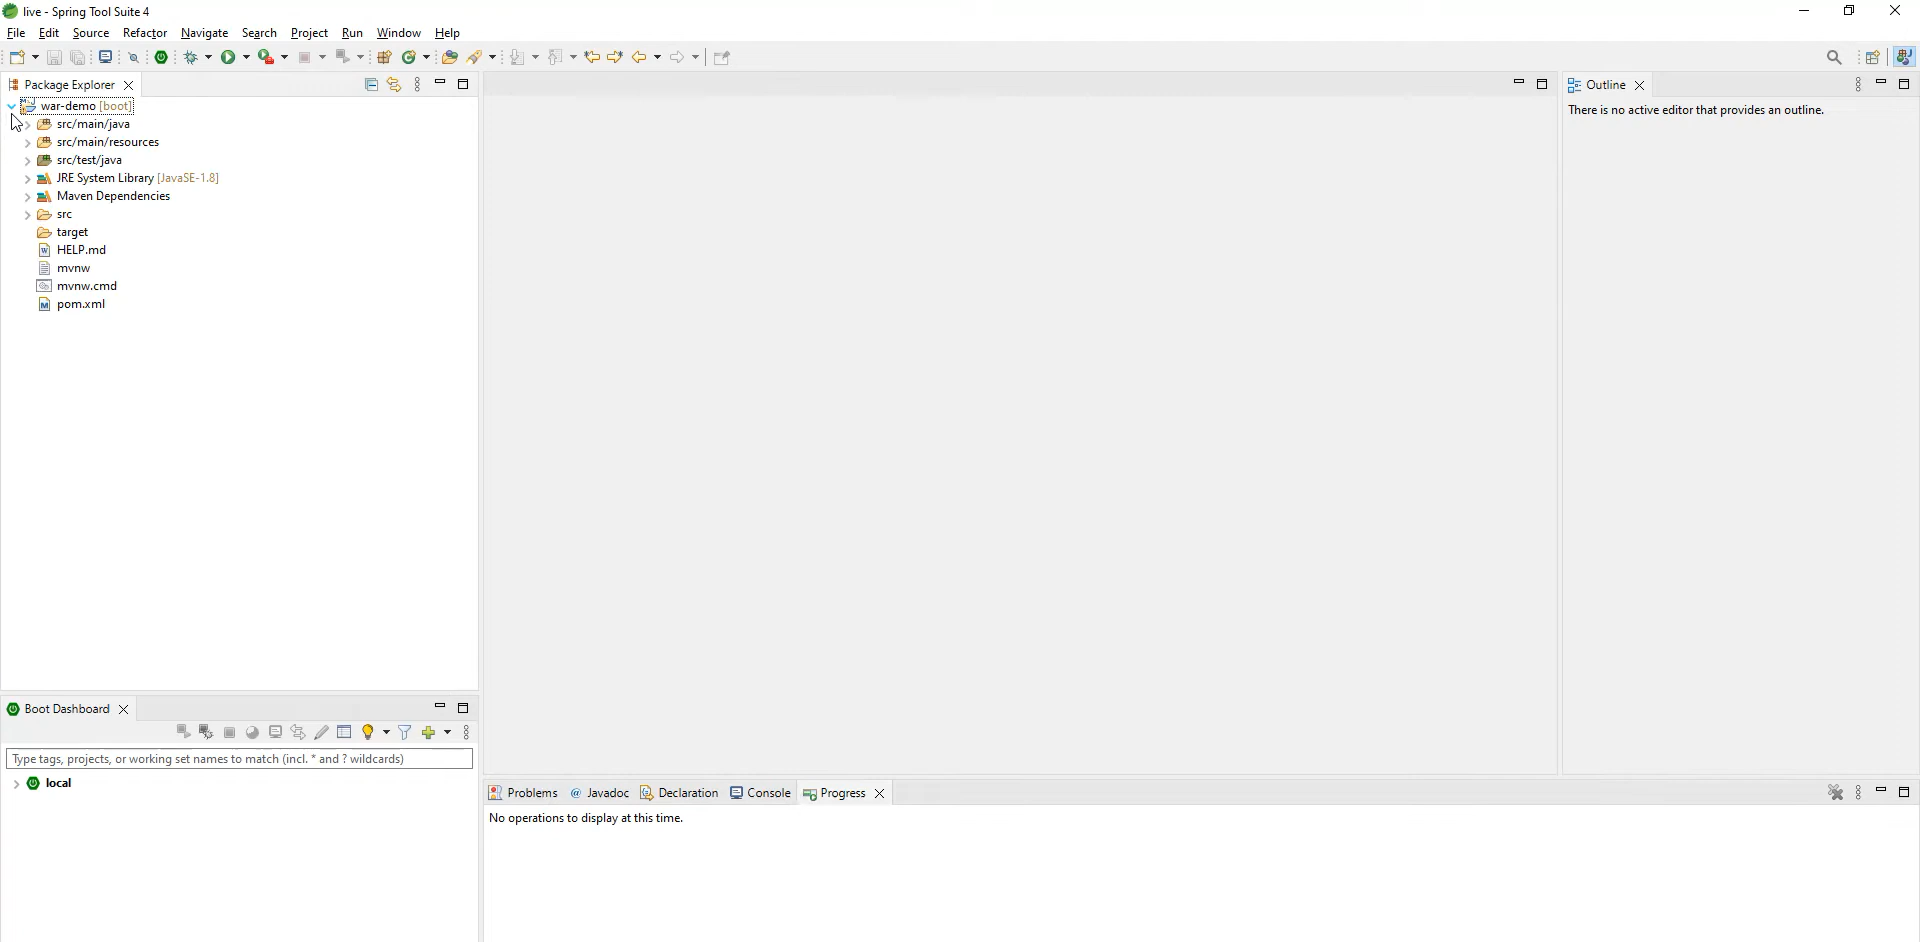 live - Spring Tool Suite 4
File Edit Source Refactor Navigate Search Project Run Window Help
Package Explorer
war-demo [boot]
src/main/java
src/main/resources
src/test/java
JRE System Library [JavaSE-1.8]
Maven Dependencies
src
target
HELP.md
mvnw
mvnw.cmd
pom.xml
Outline
There is no active editor that provides an outline.
Boot Dashboard
Type tags, projects, or working set names to match (incl. * and ? wildcards)
local
Problems @ Javadoc Declaration Console Progress
No operations to display at this time.